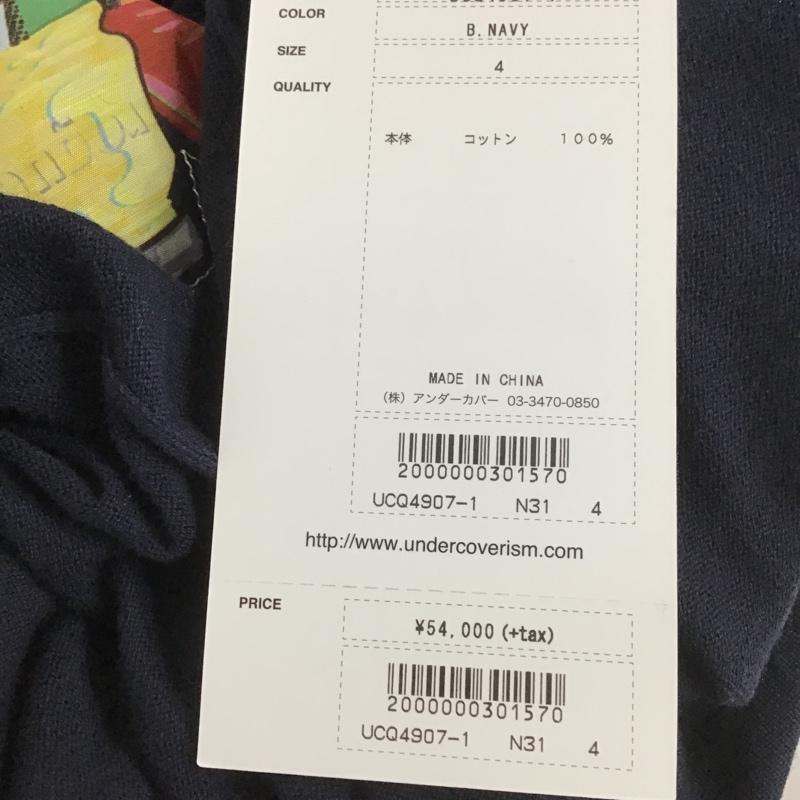 COLOR
B. NAVY
SIZE
4
QUALITY
本体 コットン 100%
MADE IN CHINA
（株）アンダーカバー 03-3470-0850
2000000301570
UCQ4907-1 N31 4
http://www.undercoverism.com
PRICE
¥54,000 (+tax)
2000000301570
UCQ4907-1 N31 4